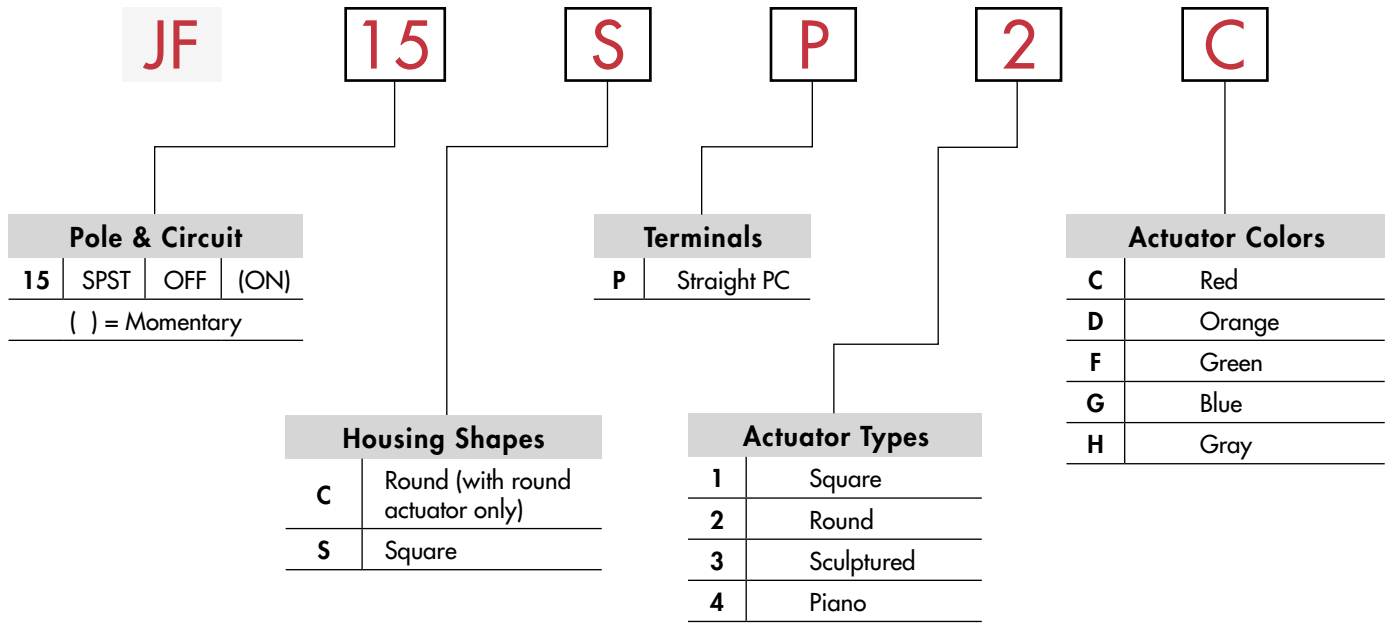 JF 15 S P 2 C
Pole & Circuit
15 SPST OFF (ON)
( ) = Momentary
Housing Shapes
C Round (with round
actuator only)
S Square
Terminals
P Straight PC
Actuator Types
1 Square
2 Round
3 Sculptured
4 Piano
Actuator Colors
C Red
D Orange
F Green
G Blue
H Gray